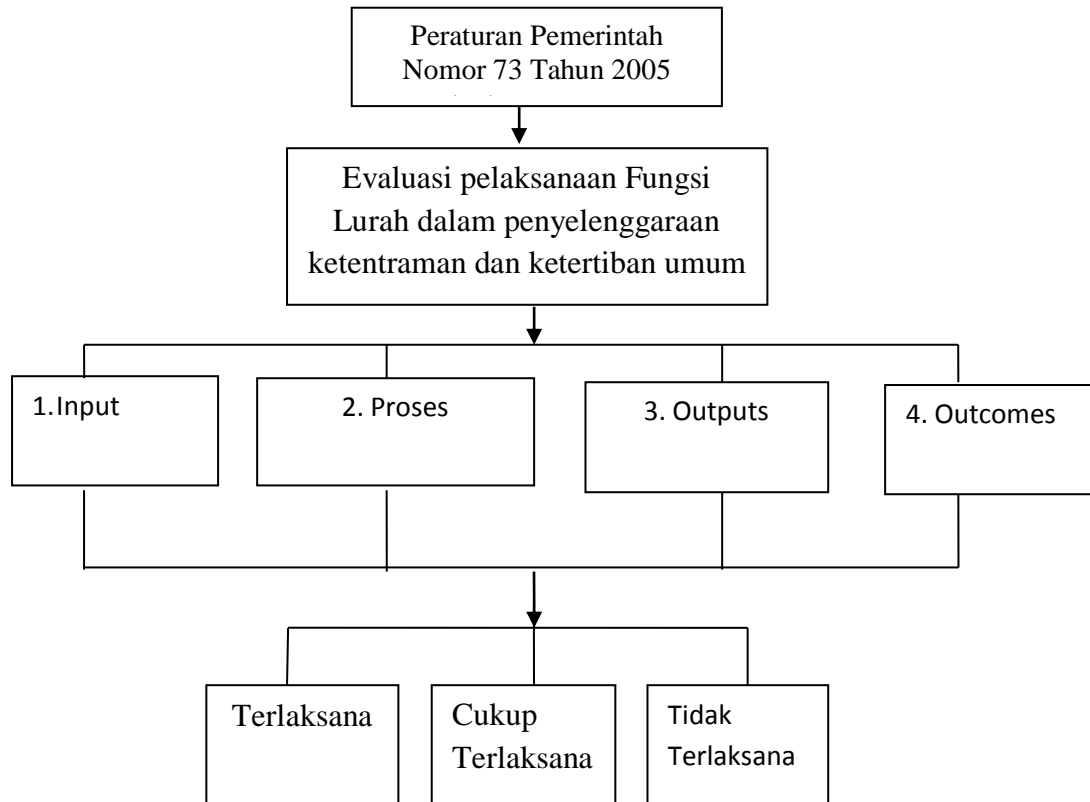 Peraturan Pemerintah
Nomor 73 Tahun 2005
Evaluasi pelaksanaan Fungsi
Lurah dalam penyelenggaraan
ketentraman dan ketertiban umum
1.Input
2. Proses
3. Outputs
4. Outcomes
Terlaksana
Cukup
Terlaksana
Tidak
Terlaksana